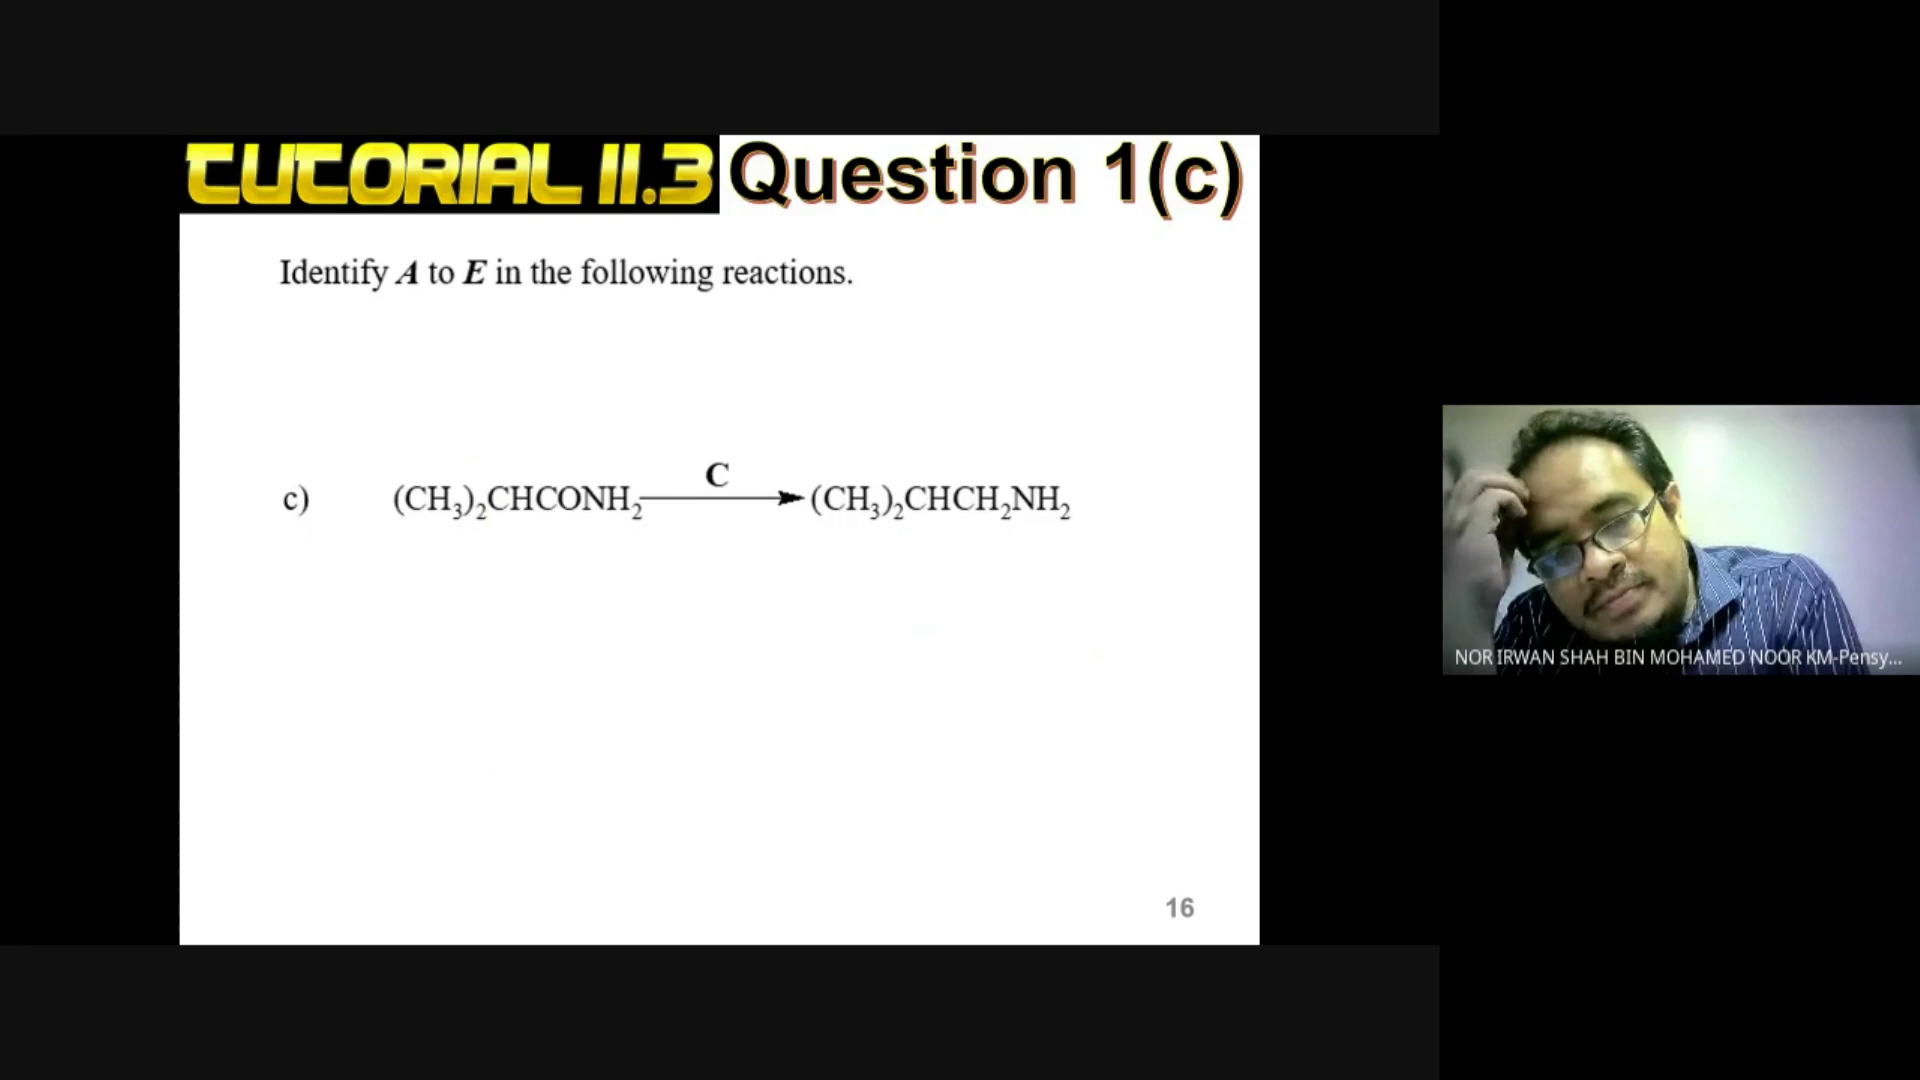 TUTORIAL 11.3 Question 1(c)
Identify A to E in the following reactions.
C
c) (CH₃)₂CHCONH₂ → (CH₃)₂CHCH₂NH₂
NOR IRWAN SHAH BIN MOHAMED NOOR KM-Pensy...
16